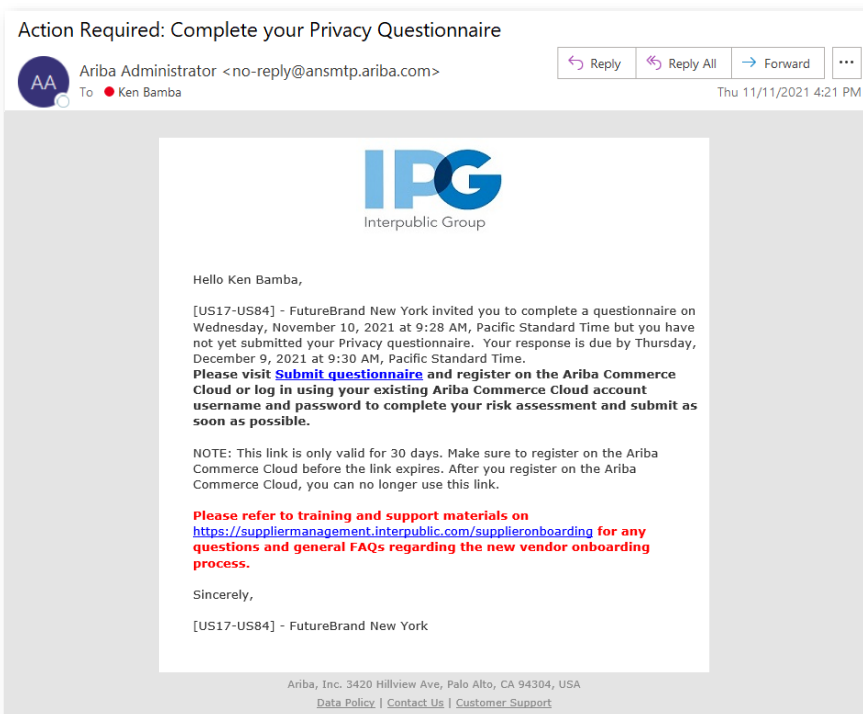 Action Required: Complete your Privacy Questionnaire
AA
Ariba Administrator <no-reply@ansmtp.ariba.com>
To Ken Bamba
Reply
Reply All
Forward
Thu 11/11/2021 4:21 PM
IPG
Interpublic Group
Hello Ken Bamba,
[US17-US84] - FutureBrand New York invited you to complete a questionnaire on
Wednesday, November 10, 2021 at 9:28 AM, Pacific Standard Time but you have
not yet submitted your Privacy questionnaire.  Your response is due by Thursday,
December 9, 2021 at 9:30 AM, Pacific Standard Time.
Please visit Submit questionnaire and register on the Ariba Commerce
Cloud or log in using your existing Ariba Commerce Cloud account
username and password to complete your risk assessment and submit as
soon as possible.
NOTE: This link is only valid for 30 days. Make sure to register on the Ariba
Commerce Cloud before the link expires. After you register on the Ariba
Commerce Cloud, you can no longer use this link.
Please refer to training and support materials on
https://suppliermanagement.interpublic.com/supplieronboarding for any
questions and general FAQs regarding the new vendor onboarding
process.
Sincerely,
[US17-US84] - FutureBrand New York
Ariba, Inc. 3420 Hillview Ave, Palo Alto, CA 94304, USA
Data Policy | Contact Us | Customer Support